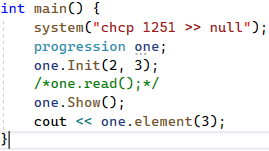 int main() {
system("chcp 1251 >> null");
progression one;
one.Init(2, 3);
/*one.read();*/
one.Show();
cout << one.element(3);
}